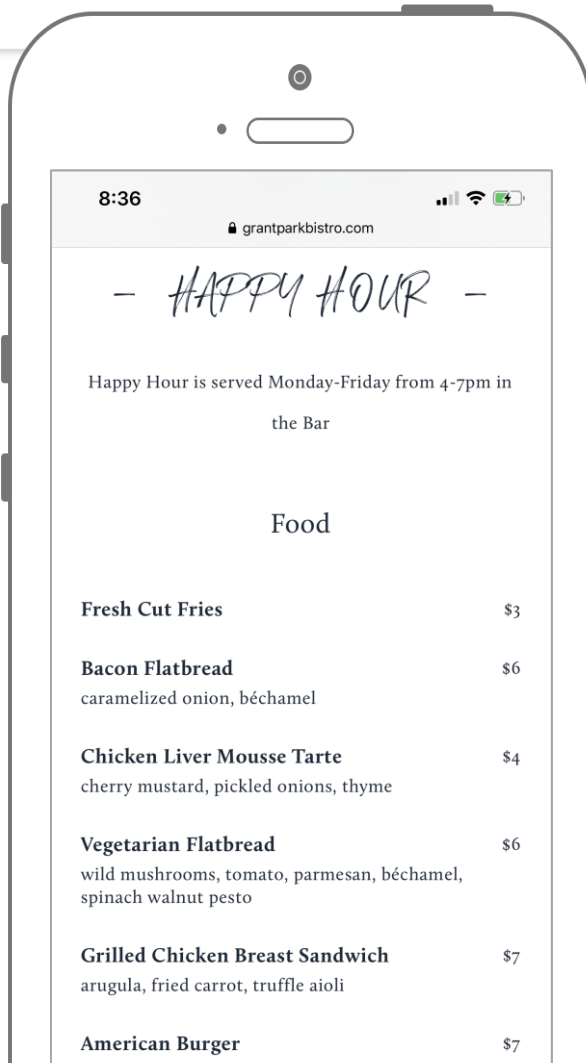 8:36
grantparkbistro.com
– HAPPY HOUR –
Happy Hour is served Monday-Friday from 4-7pm in
the Bar
Food
Fresh Cut Fries $3
Bacon Flatbread $6
caramelized onion, béchamel
Chicken Liver Mousse Tarte $4
cherry mustard, pickled onions, thyme
Vegetarian Flatbread $6
wild mushrooms, tomato, parmesan, béchamel,
spinach walnut pesto
Grilled Chicken Breast Sandwich $7
arugula, fried carrot, truffle aioli
American Burger $7